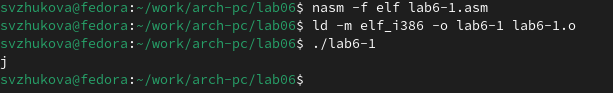 svzhukova@fedora:~/work/arch-pc/lab06$ nasm -f elf lab6-1.asm
svzhukova@fedora:~/work/arch-pc/lab06$ ld -m elf_i386 -o lab6-1 lab6-1.o
svzhukova@fedora:~/work/arch-pc/lab06$ ./lab6-1
j
svzhukova@fedora:~/work/arch-pc/lab06$